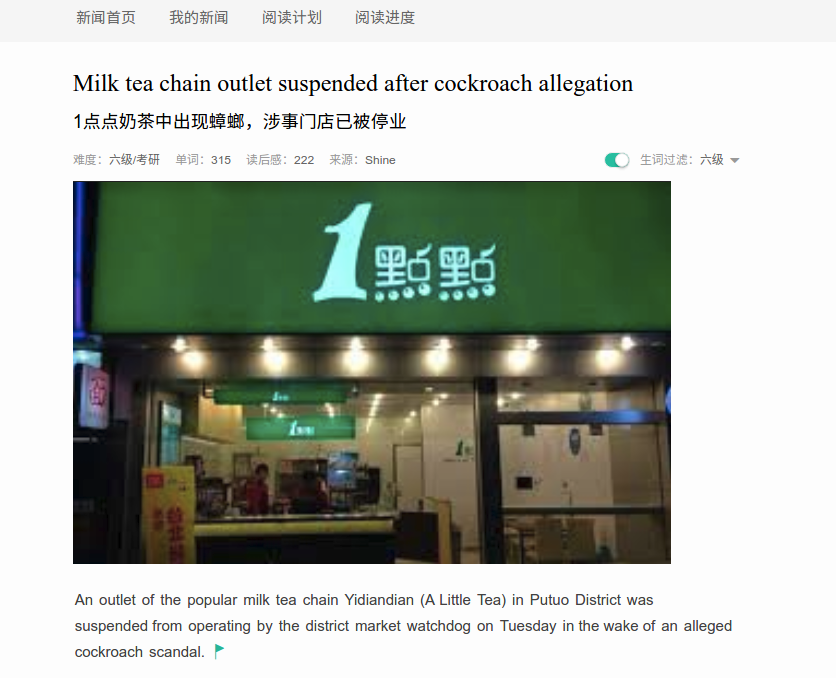 新闻首页 我的新闻 阅读计划 阅读进度
Milk tea chain outlet suspended after cockroach allegation
1点点奶茶中出现蟑螂，涉事门店已被停业
难度：六级/考研 单词：315 读后感：222 来源：Shine 生词过滤：六级
1點點
An outlet of the popular milk tea chain Yidiandian (A Little Tea) in Putuo District was
suspended from operating by the district market watchdog on Tuesday in the wake of an alleged
cockroach scandal.